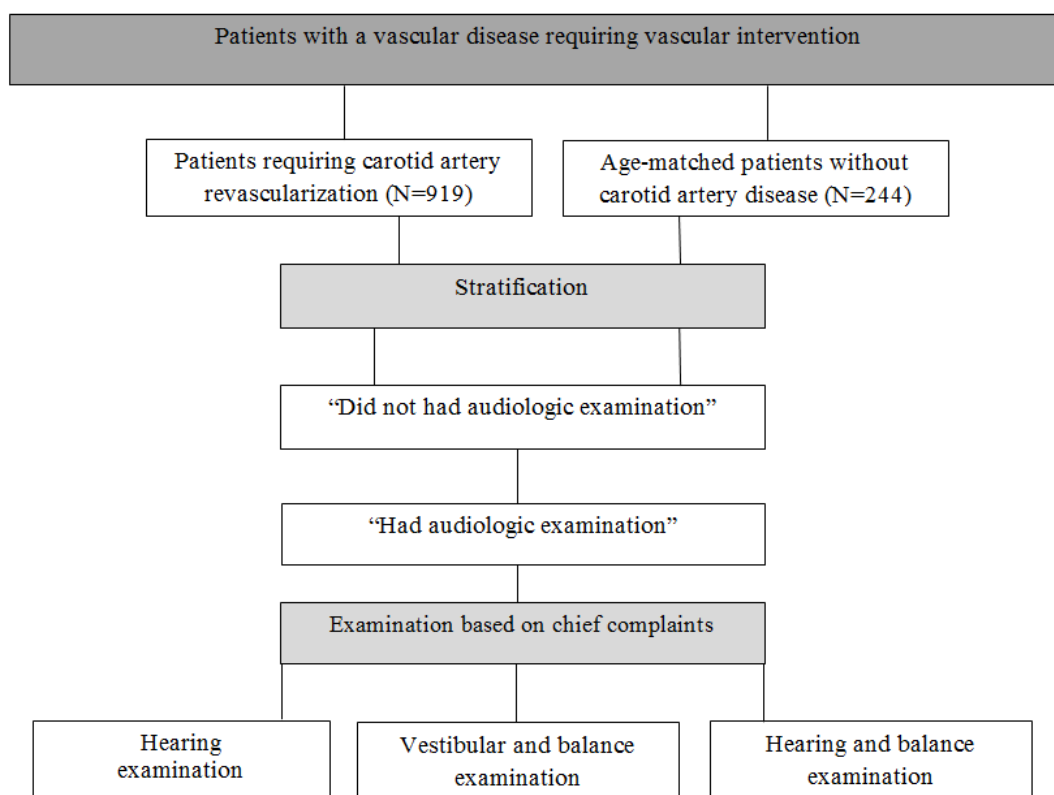 Patients with a vascular disease requiring vascular intervention
Patients requiring carotid artery
revascularization (N=919)
Age-matched patients without
carotid artery disease (N=244)
Stratification
“Did not had audiologic examination”
“Had audiologic examination”
Examination based on chief complaints
Hearing
examination
Vestibular and balance
examination
Hearing and balance
examination